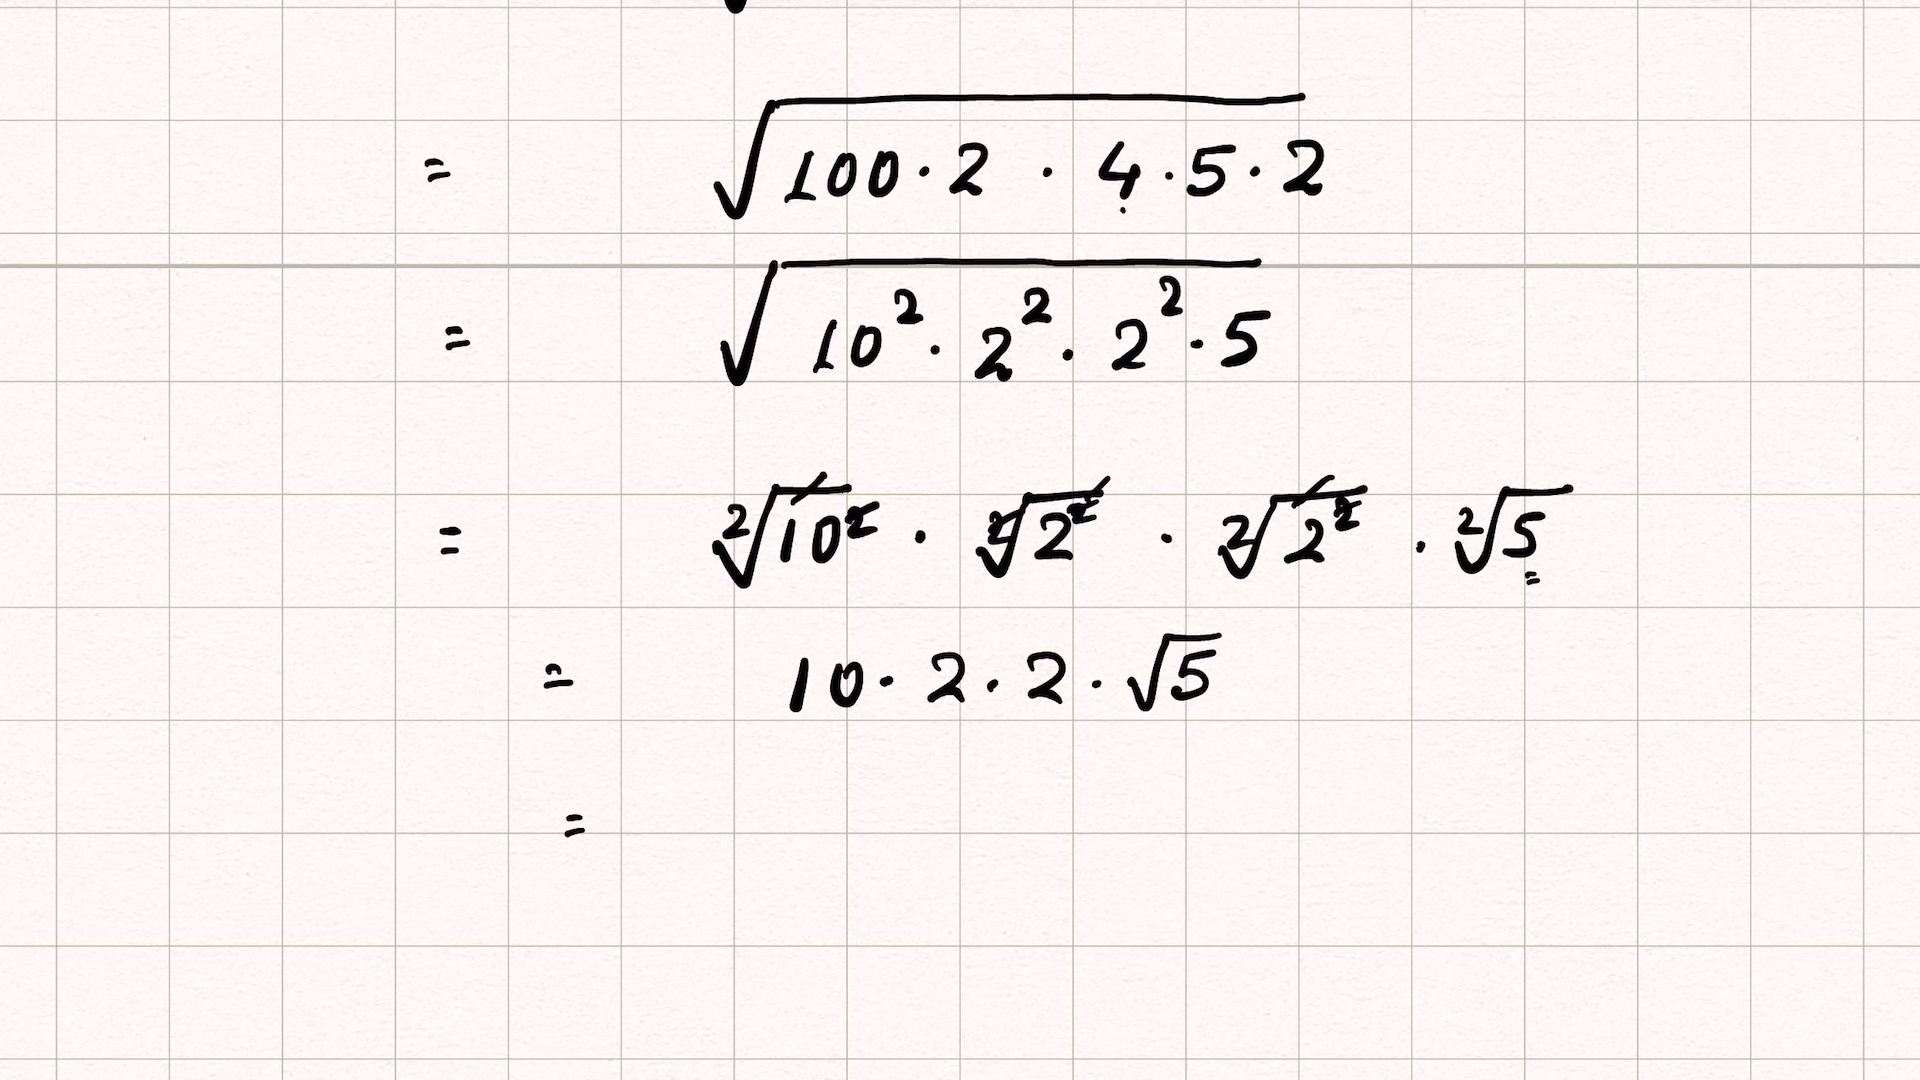 = √100·2 · 4·5·2
= √10²·2²·2²·5
= ²√10² · ²√2² · ²√2² · ²√5
= 10·2·2·√5
=